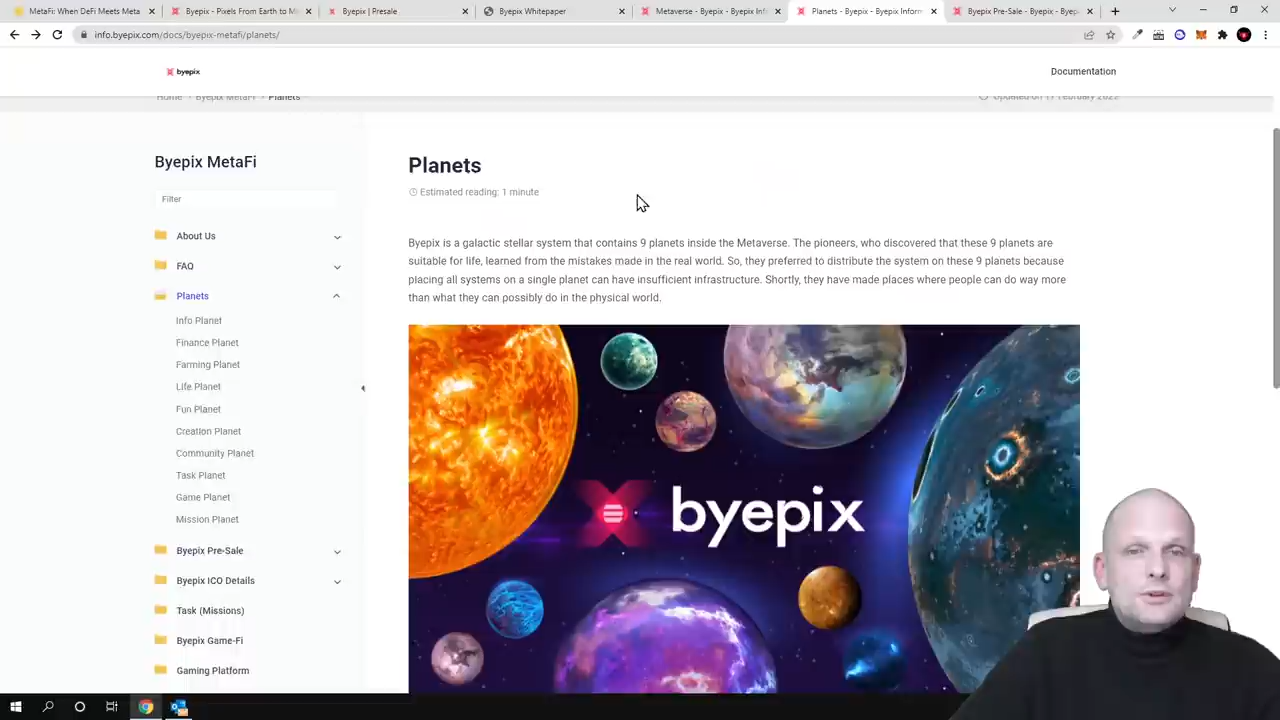 MetaFi: When DeFi Meets Meta
Byepix - Pixels From Earth to M
Byepix | Presale
Byepix Whitepaper
Metaverse - Byepix - Byepix Inf
Planets - Byepix - Byepix Inform
Byepix Pre-Sale - Byepix - Byepi
info.byepix.com/docs/byepix-metafi/planets/
byepix
Documentation
Home Byepix MetaFi Planets
Updated on 17 February 2022
Byepix MetaFi
Filter
About Us
FAQ
Planets
Info Planet
Finance Planet
Farming Planet
Life Planet
Fun Planet
Creation Planet
Community Planet
Task Planet
Game Planet
Mission Planet
Byepix Pre-Sale
Byepix ICO Details
Task (Missions)
Byepix Game-Fi
Gaming Platform
Planets
Estimated reading: 1 minute
Byepix is a galactic stellar system that contains 9 planets inside the Metaverse. The pioneers, who discovered that these 9 planets are
suitable for life, learned from the mistakes made in the real world. So, they preferred to distribute the system on these 9 planets because
placing all systems on a single planet can have insufficient infrastructure. Shortly, they have made places where people can do way more
than what they can possibly do in the physical world.
byepix